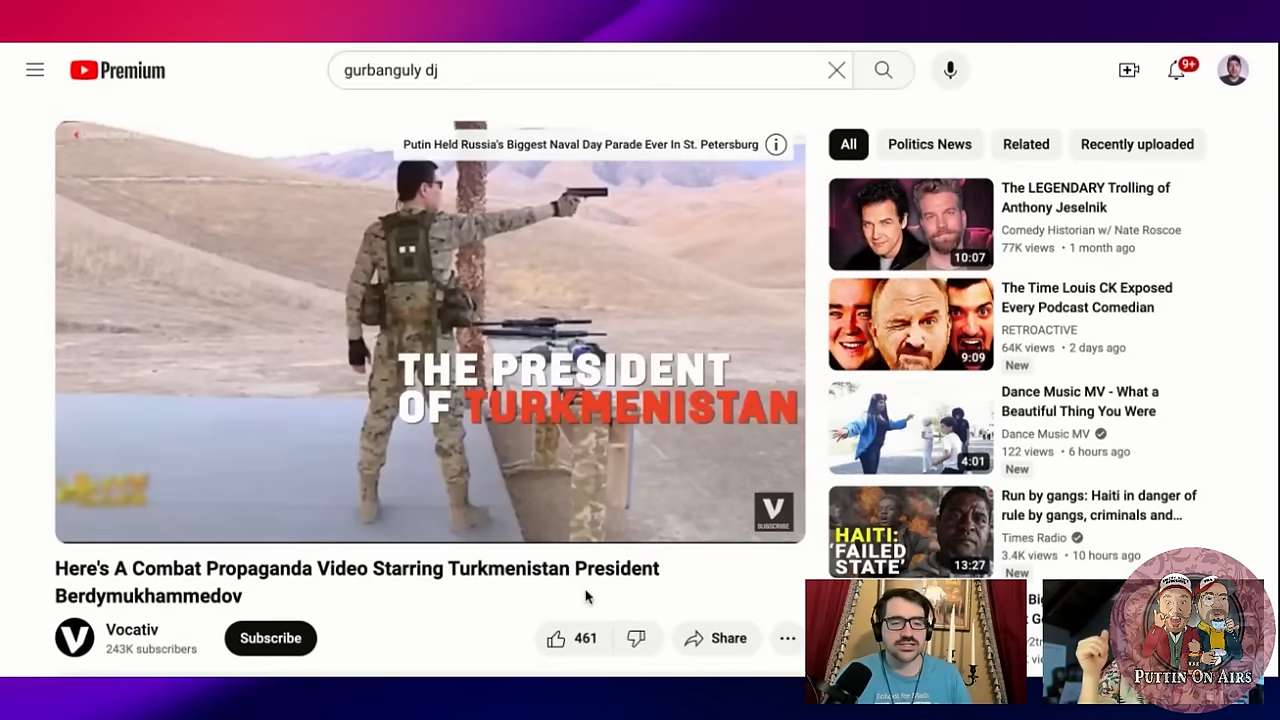 Premium
gurbanguly dj
9+
Putin Held Russia's Biggest Naval Day Parade Ever In St. Petersburg
THE PRESIDENT
OF TURKMENISTAN
V
SUBSCRIBE
Here's A Combat Propaganda Video Starring Turkmenistan President
Berdymukhammedov
Vocativ
243K subscribers
Subscribe
461
Share
All
Politics News
Related
Recently uploaded
The LEGENDARY Trolling of
Anthony Jeselnik
Comedy Historian w/ Nate Roscoe
77K views • 1 month ago
10:07
The Time Louis CK Exposed
Every Podcast Comedian
RETROACTIVE
64K views • 2 days ago
New
9:09
Dance Music MV - What a
Beautiful Thing You Were
Dance Music MV
122 views • 6 hours ago
New
4:01
Run by gangs: Haiti in danger of
rule by gangs, criminals and...
Times Radio
3.4K views • 10 hours ago
New
HAITI:
'FAILED
STATE'
13:27
School for Math
PUTTIN' ON AIRS